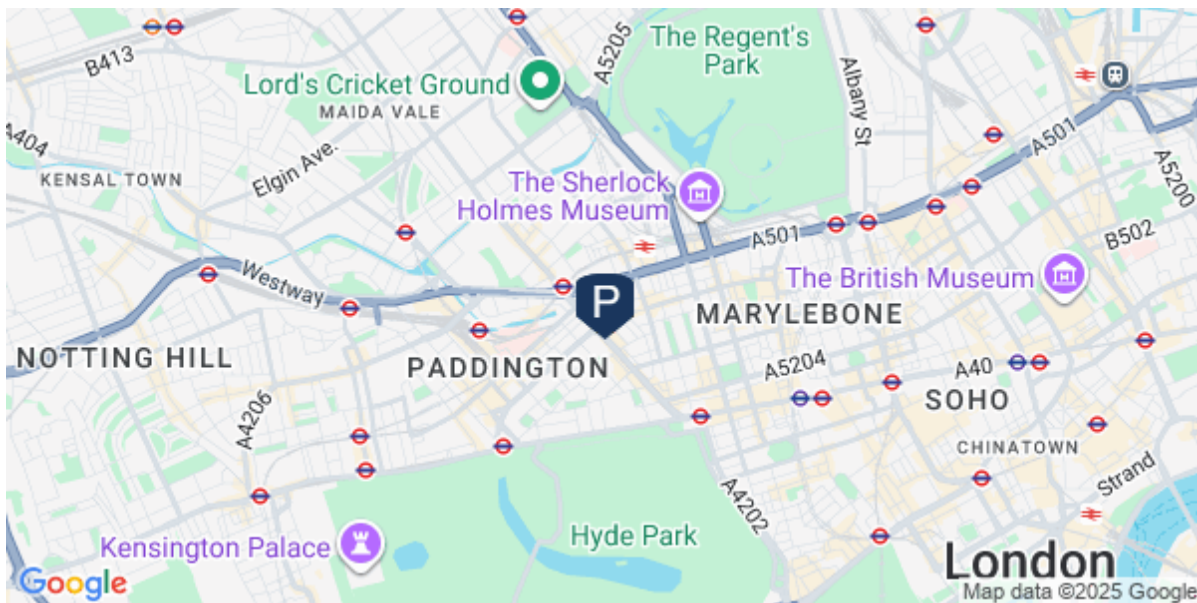 B413
A5205
The Regent's
Park
Lord's Cricket Ground
MAIDA VALE
Albany St
A404
A501
Elgin Ave.
KENSAL TOWN
A5200
The Sherlock
Holmes Museum
A501
B502
Westway
The British Museum
P
MARYLEBONE
NOTTING HILL
PADDINGTON
A5204
A40
A4206
SOHO
CHINATOWN
Strand
A4202
Kensington Palace
Hyde Park
London
Google
Map data ©2025 Google